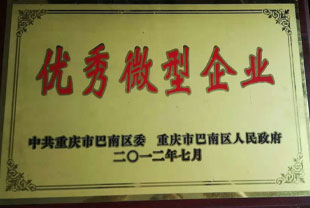 优秀微型企业
中共重庆市巴南区委 重庆市巴南区人民政府
二〇一二年七月